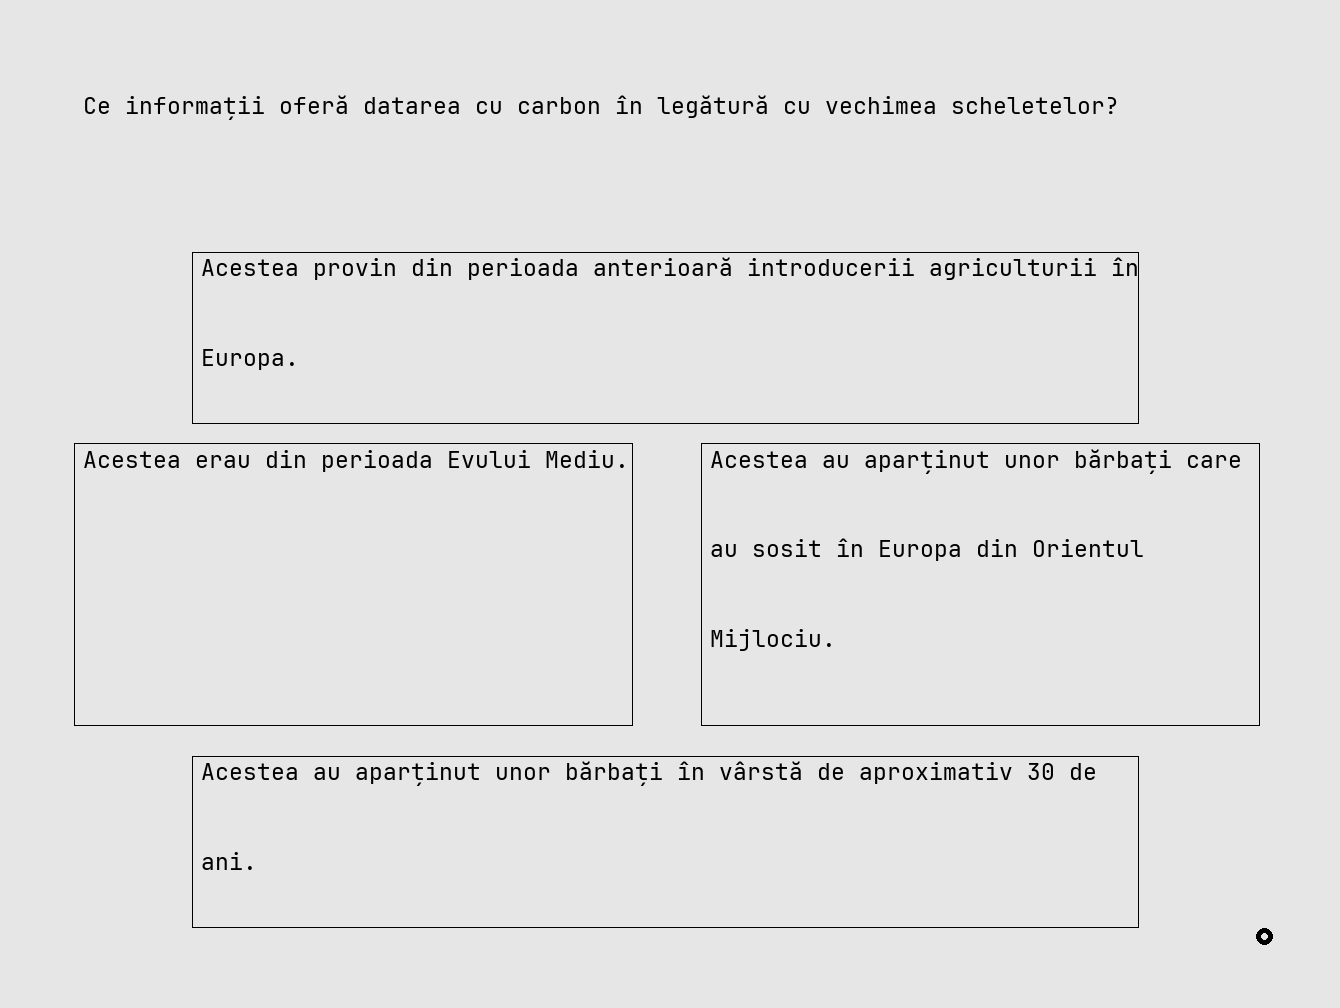 Ce informații oferă datarea cu carbon în legătură cu vechimea scheletelor?
Acestea provin din perioada anterioară introducerii agriculturii în
Europa.
Acestea erau din perioada Evului Mediu.
Acestea au aparținut unor bărbați care
au sosit în Europa din Orientul
Mijlociu.
Acestea au aparținut unor bărbați în vârstă de aproximativ 30 de
ani.